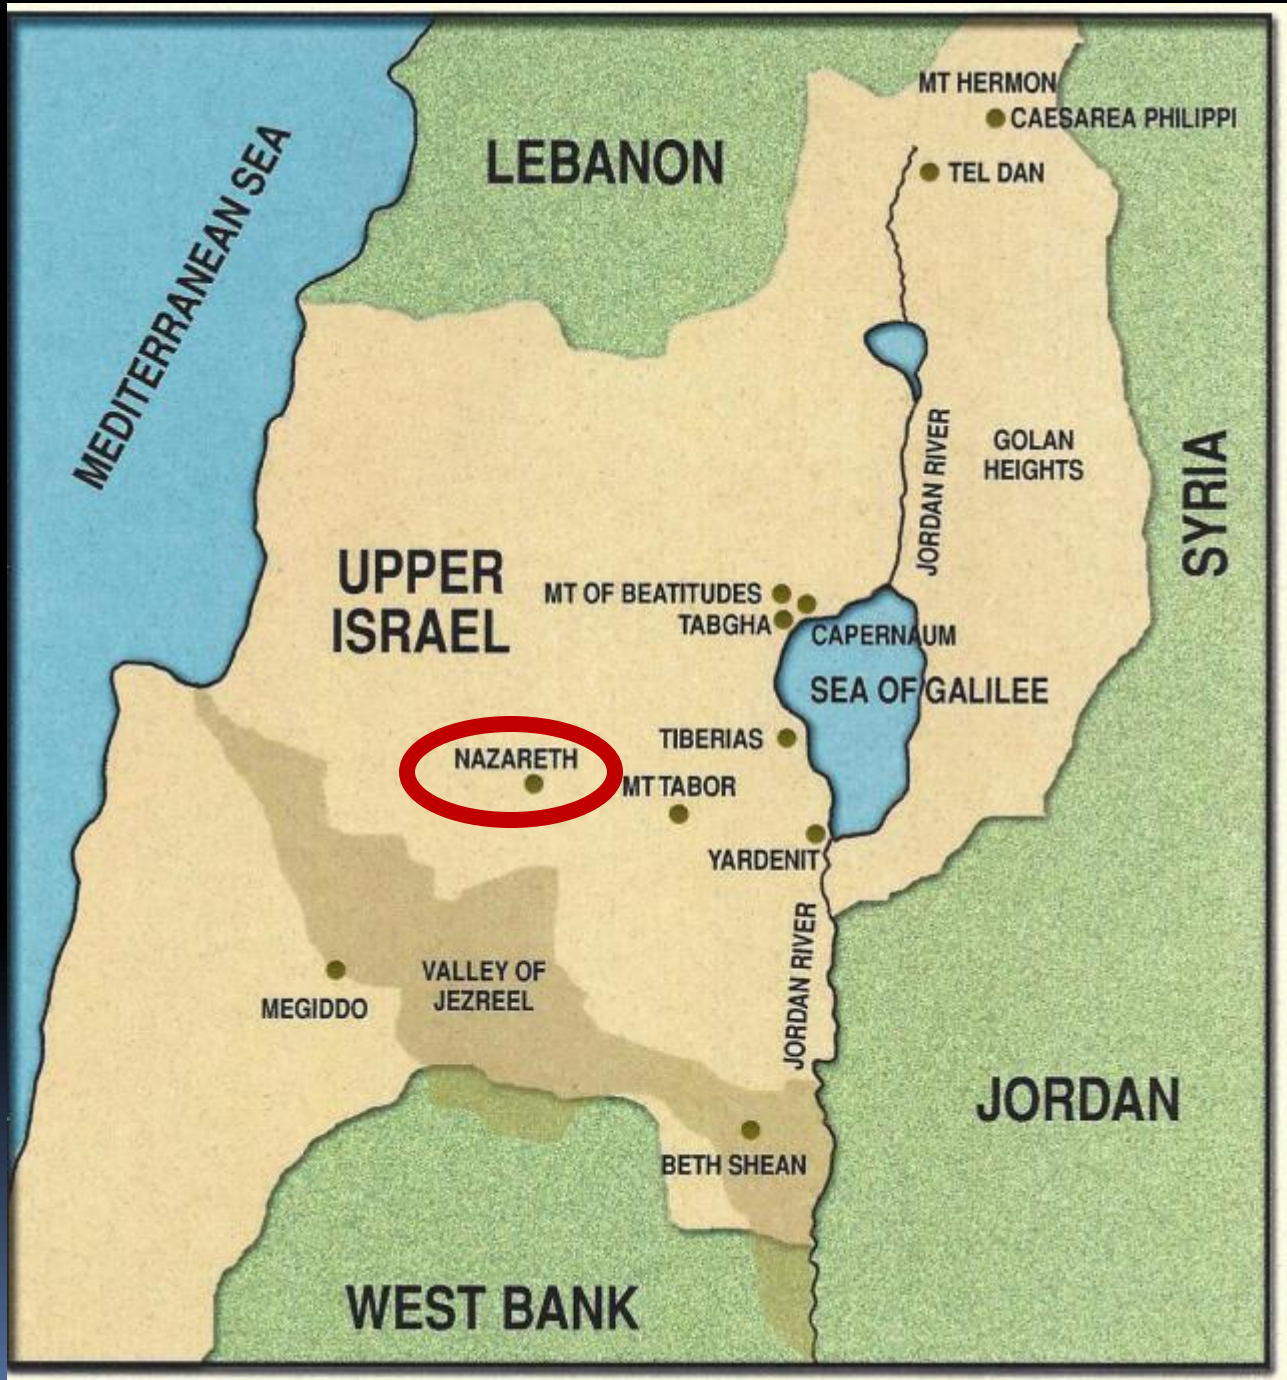 MT HERMON
CAESAREA PHILIPPI
LEBANON
TEL DAN
MEDITERRANEAN SEA
JORDAN RIVER
GOLAN
HEIGHTS
SYRIA
UPPER
ISRAEL
MT OF BEATITUDES
TABGHA
CAPERNAUM
SEA OF GALILEE
TIBERIAS
NAZARETH
MT TABOR
YARDENIT
JORDAN RIVER
VALLEY OF
JEZREEL
MEGIDDO
JORDAN
BETH SHEAN
WEST BANK